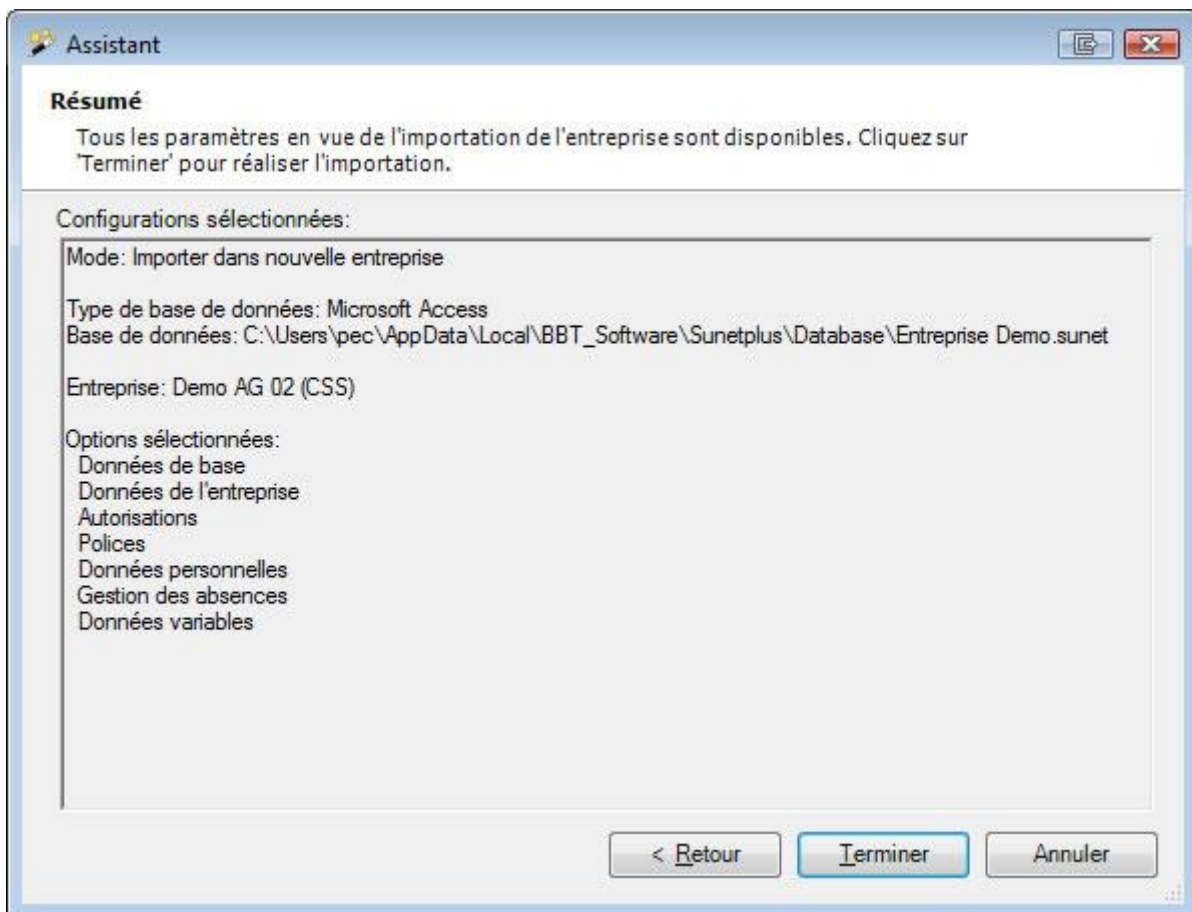 Assistant
Résumé
Tous les paramètres en vue de l'importation de l'entreprise sont disponibles. Cliquez sur
'Terminer' pour réaliser l'importation.
Configurations sélectionnées:
Mode: Importer dans nouvelle entreprise
Type de base de données: Microsoft Access
Base de données: C:\Users\pec\AppData\Local\BBT_Software\Sunetplus\Database\Entreprise Demo.sunet
Entreprise: Demo AG 02 (CSS)
Options sélectionnées:
Données de base
Données de l'entreprise
Autorisations
Polices
Données personnelles
Gestion des absences
Données variables
< Retour
Terminer
Annuler